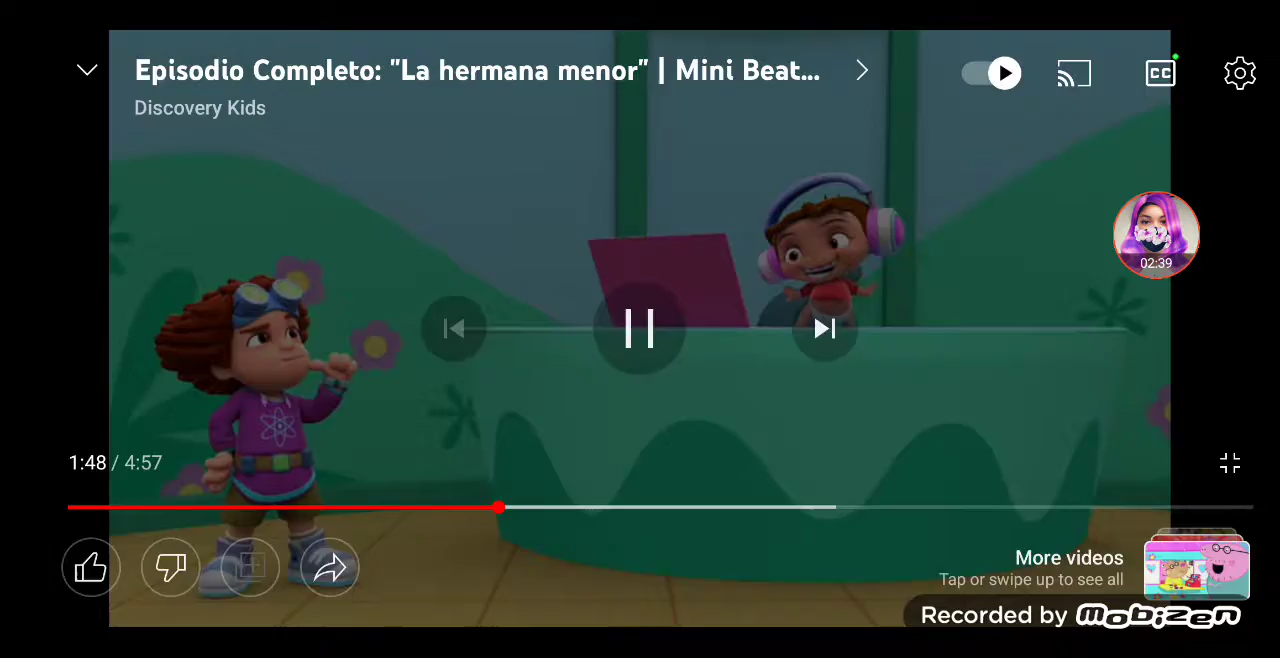 Episodio Completo: "La hermana menor" | Mini Beat...
Discovery Kids
CC
02:39
1:48 / 4:57
More videos
Tap or swipe up to see all
Recorded by mobizen